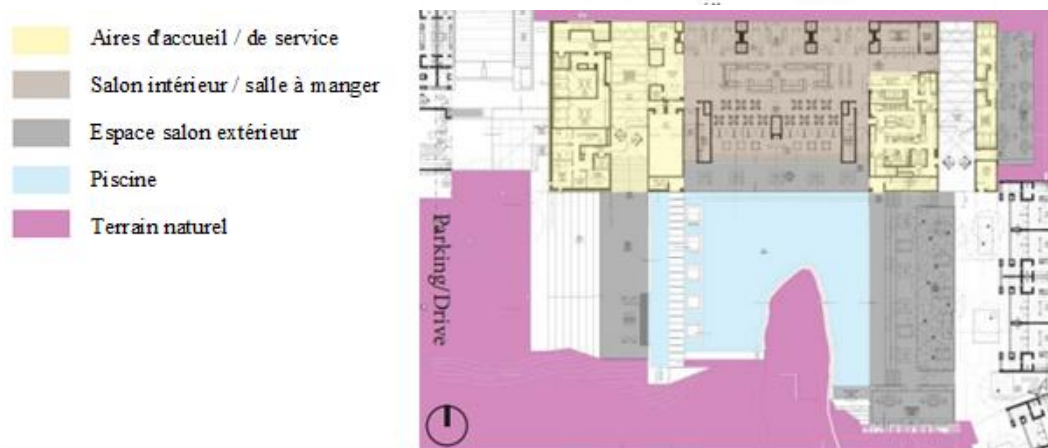 Aires d'accueil / de service
Salon intérieur / salle à manger
Espace salon extérieur
Piscine
Terrain naturel
Parking/Drive